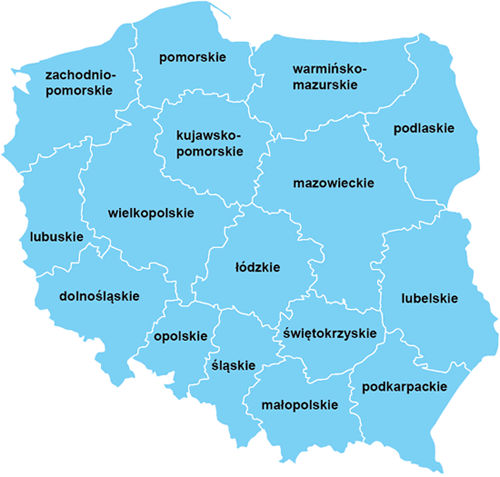 pomorskie
warmińsko-
mazurskie
zachodnio-
pomorskie
podlaskie
kujawsko-
pomorskie
mazowieckie
wielkopolskie
lubuskie
łódzkie
dolnośląskie
lubelskie
opolskie
świętokrzyskie
śląskie
podkarpackie
małopolskie